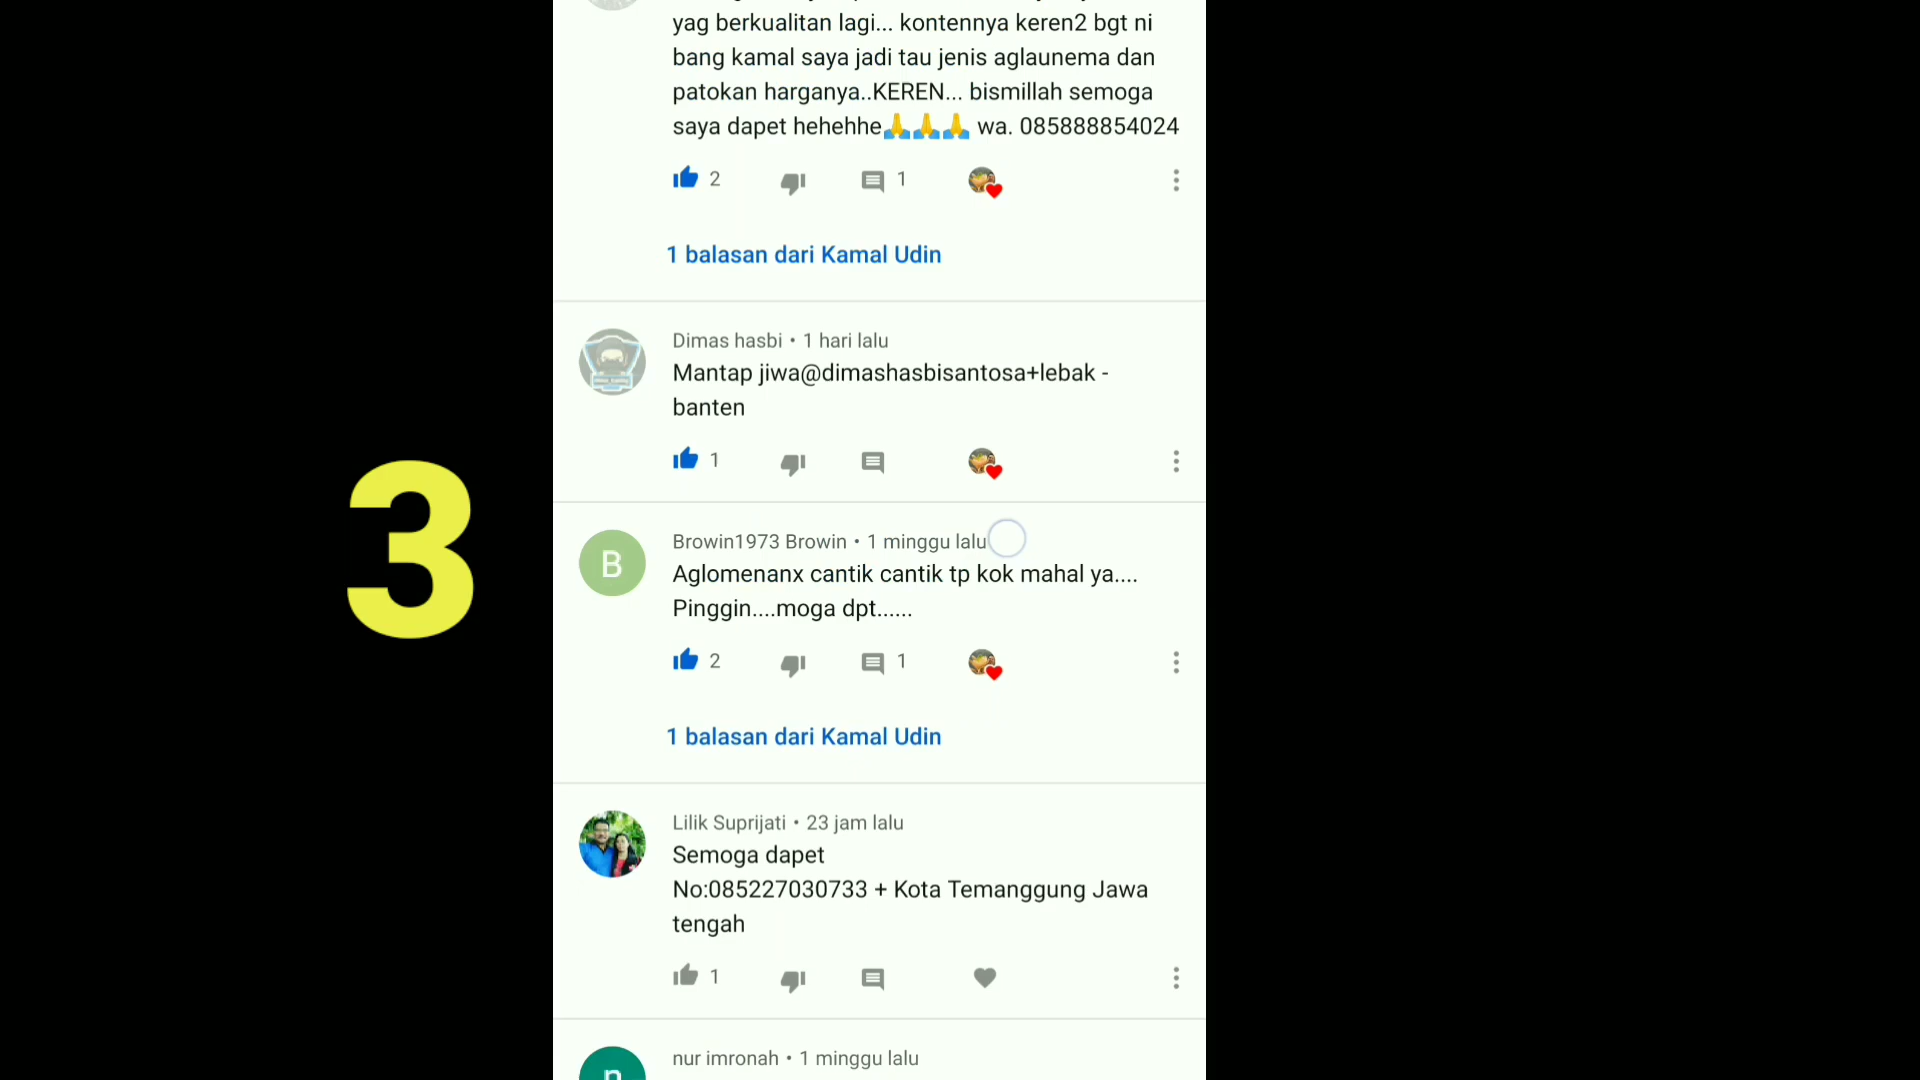 yag berkualitan lagi... kontennya keren2 bgt ni
bang kamal saya jadi tau jenis aglaunema dan
patokan harganya..KEREN... bismillah semoga
saya dapet hehehhe🙏🙏🙏 wa. 085888854024
2
1
1 balasan dari Kamal Udin
Dimas hasbi • 1 hari lalu
Mantap jiwa@dimashasbisantosa+lebak -
banten
1
3
B
Browin1973 Browin • 1 minggu lalu
Aglomenanx cantik cantik tp kok mahal ya....
Pinggin....moga dpt......
2
1
1 balasan dari Kamal Udin
Lilik Suprijati • 23 jam lalu
Semoga dapet
No:085227030733 + Kota Temanggung Jawa
tengah
1
n
nur imronah • 1 minggu lalu